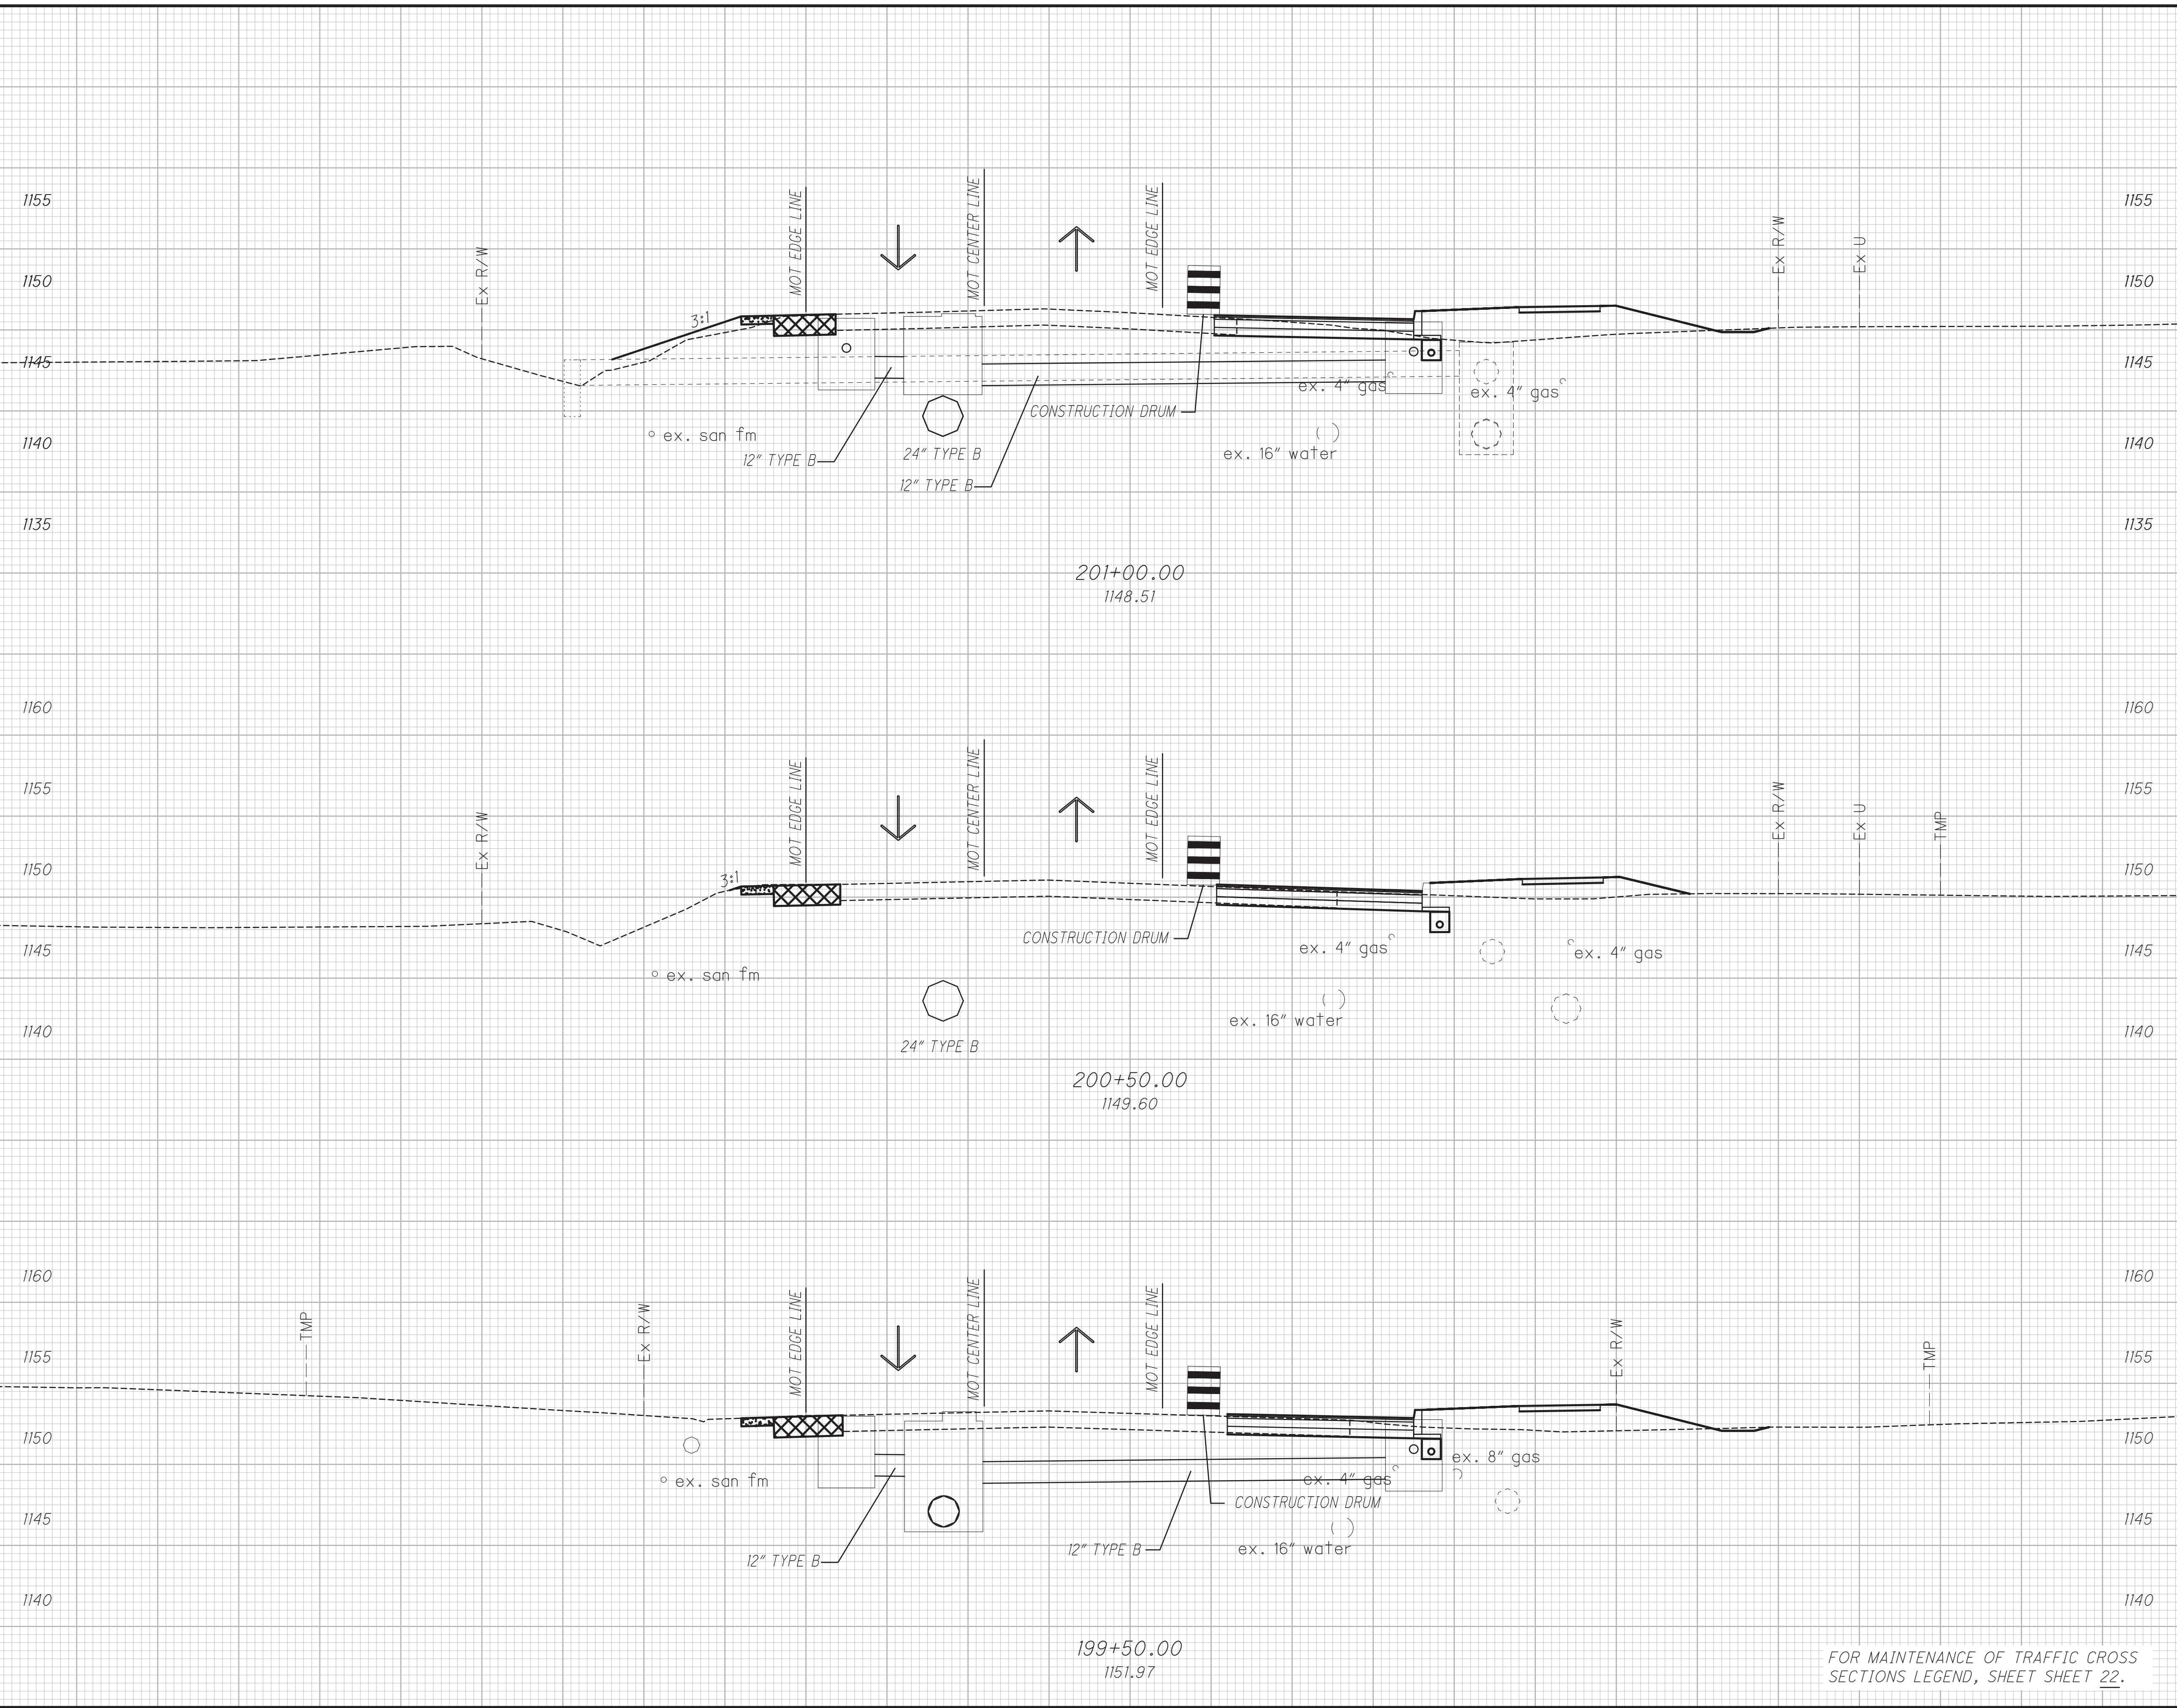 1155
1155
MOT EDGE LINE
MOT CENTER LINE
MOT EDGE LINE
Ex R/W
Ex R/W
Ex U
1150
1150
3:1
1145
1145
ex. 4" gas
ex. 4" gas
CONSTRUCTION DRUM
1140
1140
ex. san fm
12" TYPE B
24" TYPE B
ex. 16" water
12" TYPE B
1135
1135
201+00.00
1148.51
1160
1160
1155
1155
MOT EDGE LINE
MOT CENTER LINE
MOT EDGE LINE
Ex R/W
Ex R/W
Ex U
TMP
1150
1150
3:1
CONSTRUCTION DRUM
ex. 4" gas
ex. 4" gas
1145
1145
ex. san fm
ex. 16" water
1140
1140
24" TYPE B
200+50.00
1149.60
1160
1160
TMP
Ex R/W
MOT EDGE LINE
MOT CENTER LINE
MOT EDGE LINE
Ex R/W
TMP
1155
1155
1150
1150
ex. 8" gas
ex. san fm
ex. 4" gas
CONSTRUCTION DRUM
1145
1145
12" TYPE B
12" TYPE B
ex. 16" water
1140
1140
199+50.00
1151.97
FOR MAINTENANCE OF TRAFFIC CROSS
SECTIONS LEGEND, SHEET SHEET 22.